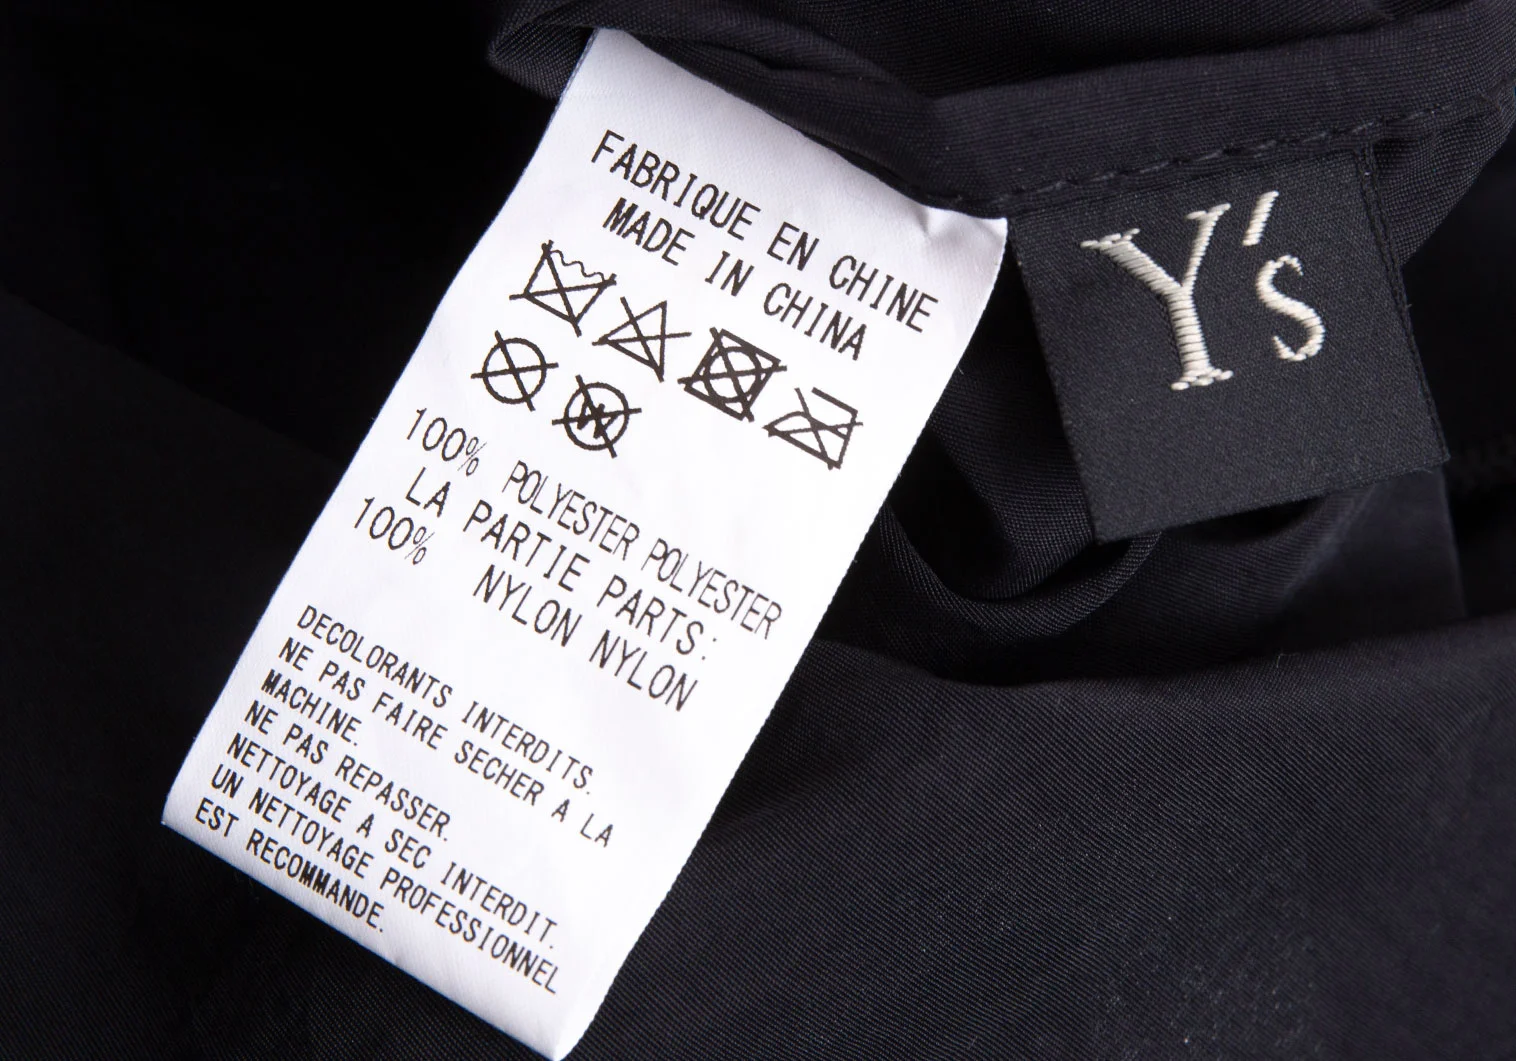 FABRIQUE EN CHINE
MADE IN CHINA
W
100% POLYESTER POLYESTER
LA PARTIE PARTS:
100% NYLON NYLON
DECOLORANTS INTERDITS.
NE PAS FAIRE SECHER A LA
MACHINE.
NE PAS REPASSER.
NETTOYAGE A SEC INTERDIT.
UN NETTOYAGE PROFESSIONNEL
EST RECOMMANDE.
Y's